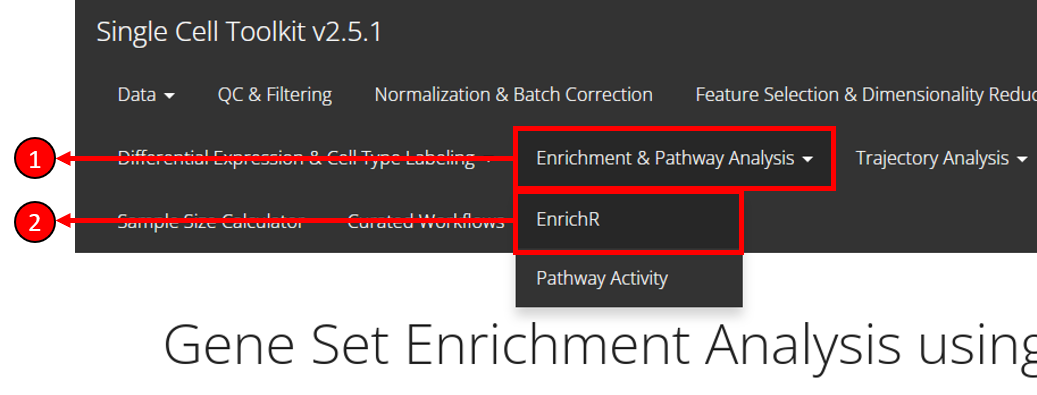 Single Cell Toolkit v2.5.1
Data QC & Filtering Normalization & Batch Correction Feature Selection & Dimensionality Reduc
1 Differential Expression & Cell Type Labeling Enrichment & Pathway Analysis Trajectory Analysis
2 Sample Size Calculator Curated Workflows EnrichR
Pathway Activity
Gene Set Enrichment Analysis using